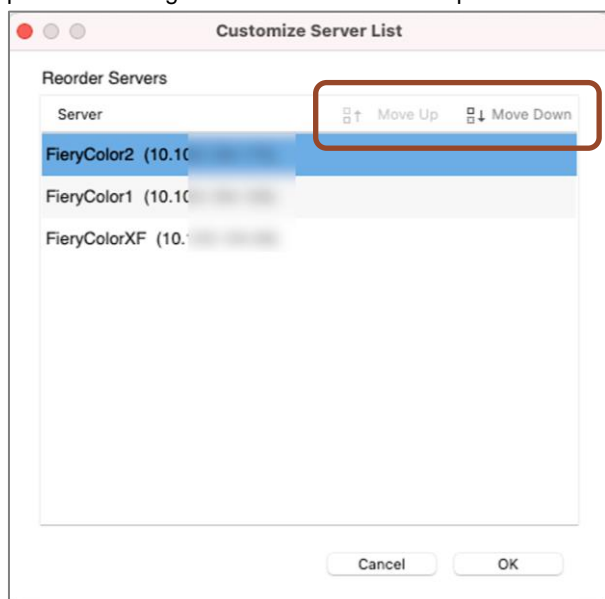 Customize Server List
Reorder Servers
Server Move Up Move Down
FieryColor2 (10.10
FieryColor1 (10.10
FieryColorXF (10.
Cancel OK